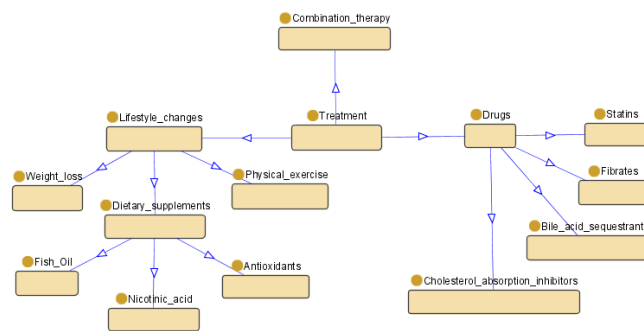 Combination_therapy
Lifestyle_changes
Treatment
Drugs
Statins
Weight_loss
Physical_exercise
Fibrates
Dietary_supplements
Bile_acid_sequestrant
Fish_Oil
Antioxidants
Cholesterol_absorption_inhibitors
Nicotinic_acid